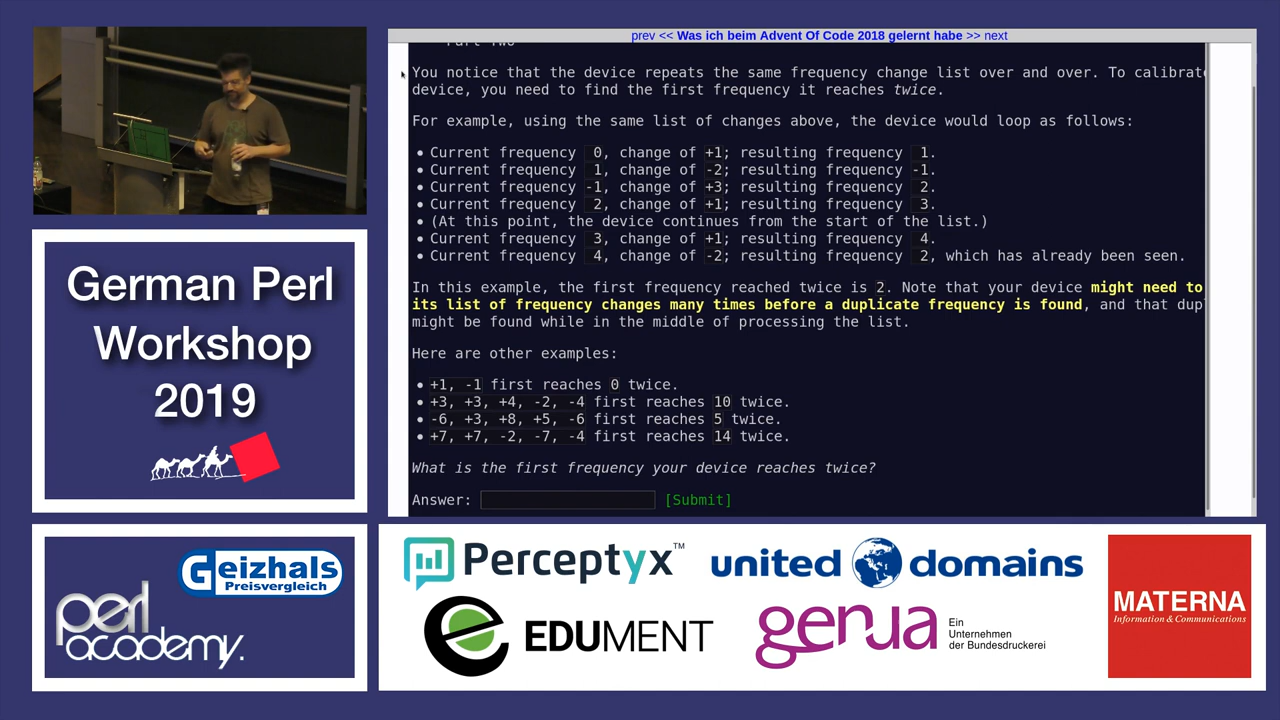 prev << Was ich beim Advent Of Code 2018 gelernt habe >> next
Part Two
You notice that the device repeats the same frequency change list over and over. To calibrate
device, you need to find the first frequency it reaches twice.
For example, using the same list of changes above, the device would loop as follows:
• Current frequency 0, change of +1; resulting frequency 1.
• Current frequency 1, change of -2; resulting frequency -1.
• Current frequency -1, change of +3; resulting frequency 2.
• Current frequency 2, change of +1; resulting frequency 3.
• (At this point, the device continues from the start of the list.)
• Current frequency 3, change of +1; resulting frequency 4.
• Current frequency 4, change of -2; resulting frequency 2, which has already been seen.
In this example, the first frequency reached twice is 2. Note that your device might need to
its list of frequency changes many times before a duplicate frequency is found, and that dup
might be found while in the middle of processing the list.
Here are other examples:
• +1, -1 first reaches 0 twice.
• +3, +3, +4, -2, -4 first reaches 10 twice.
• -6, +3, +8, +5, -6 first reaches 5 twice.
• +7, +7, -2, -7, -4 first reaches 14 twice.
What is the first frequency your device reaches twice?
Answer: [Submit]
German Perl
Workshop
2019
Geizhals
Preisvergleich
perl
academy.
Perceptyx™
united domains
EDUMENT
genua
Ein
Unternehmen
der Bundesdruckerei
MATERNA
Information & Communications